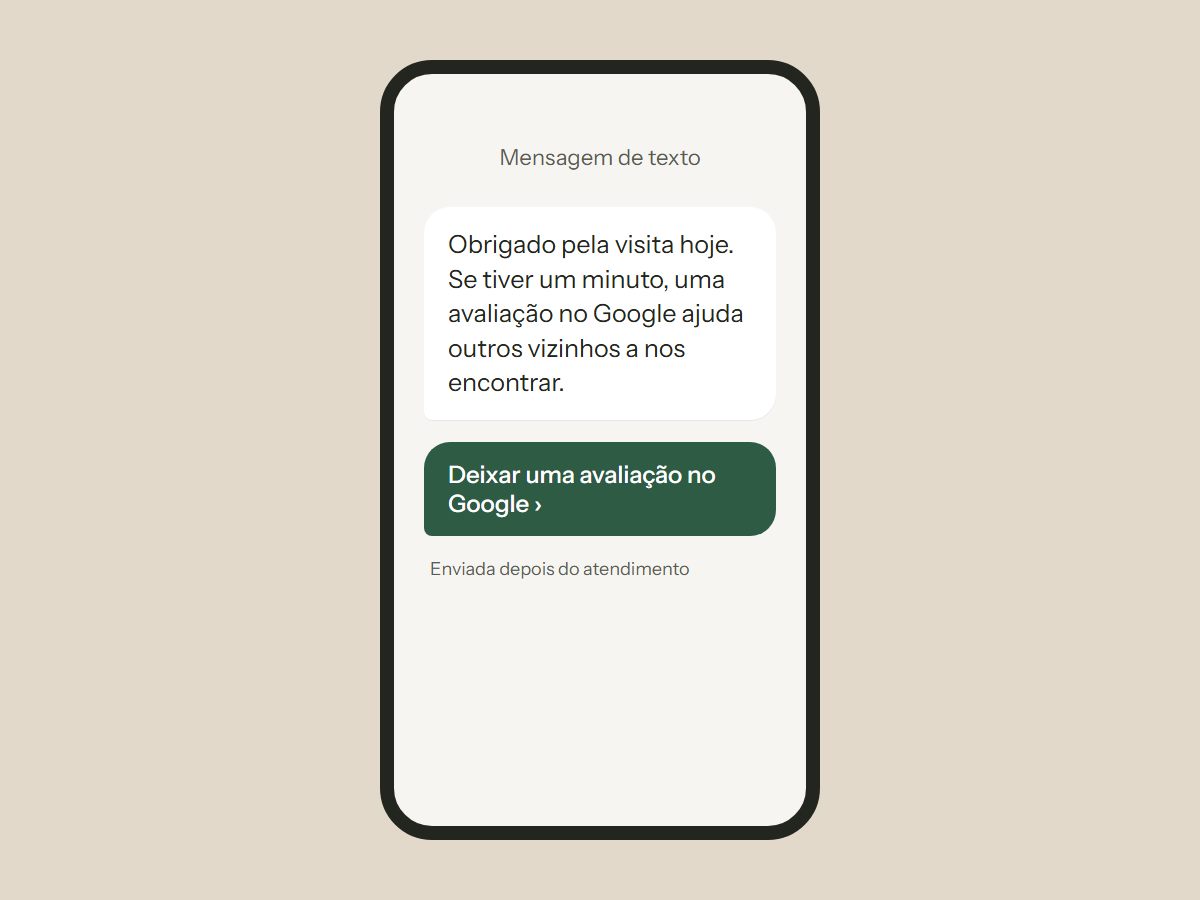 Mensagem de texto
Obrigado pela visita hoje.
Se tiver um minuto, uma
avaliação no Google ajuda
outros vizinhos a nos
encontrar.
Deixar uma avaliação no
Google ›
Enviada depois do atendimento